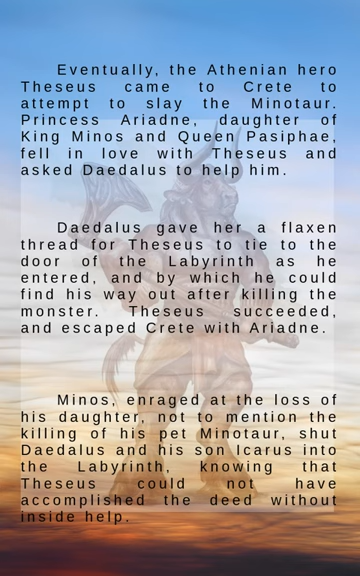 Eventually, the Athenian hero
Theseus came to Crete to
attempt to slay the Minotaur.
Princess Ariadne, daughter of
King Minos and Queen Pasiphae,
fell in love with Theseus and
asked Daedalus to help him.
Daedalus gave her a flaxen
thread for Theseus to tie to the
door of the Labyrinth as he
entered, and by which he could
find his way out after killing the
monster. Theseus succeeded,
and escaped Crete with Ariadne.
Minos, enraged at the loss of
his daughter, not to mention the
killing of his pet Minotaur, shut
Daedalus and his son Icarus into
the Labyrinth, knowing that
Theseus could not have
accomplished the deed without
inside help.